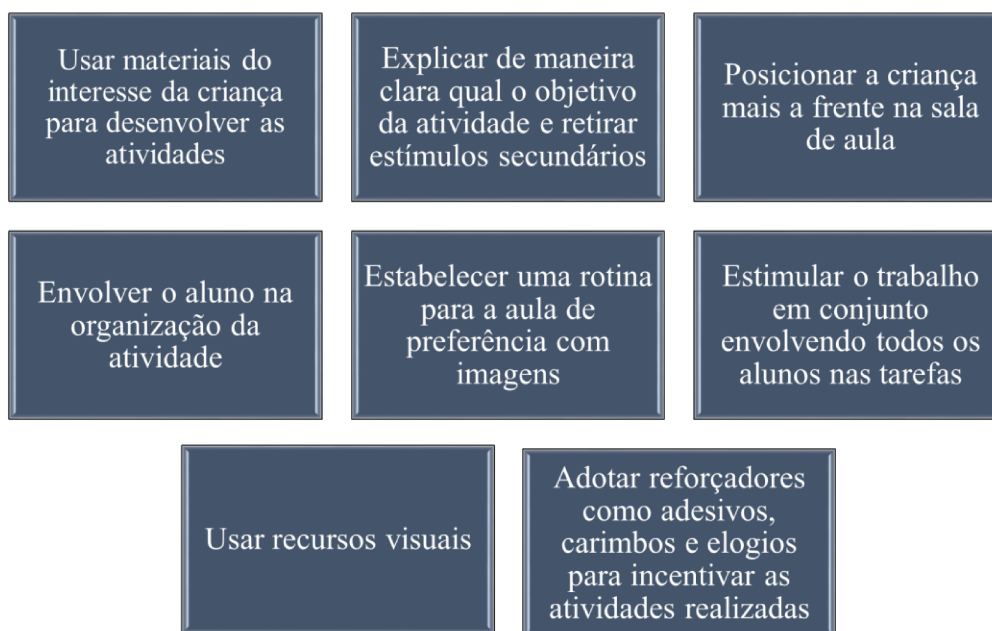 Usar materiais do
interesse da criança
para desenvolver as
atividades
Explicar de maneira
clara qual o objetivo
da atividade e retirar
estímulos secundários
Posicionar a criança
mais a frente na sala
de aula
Envolver o aluno na
organização da
atividade
Estabelecer uma rotina
para a aula de
preferência com
imagens
Estimular o trabalho
em conjunto
envolvendo todos os
alunos nas tarefas
Usar recursos visuais
Adotar reforçadores
como adesivos,
carimbos e elogios
para incentivar as
atividades realizadas